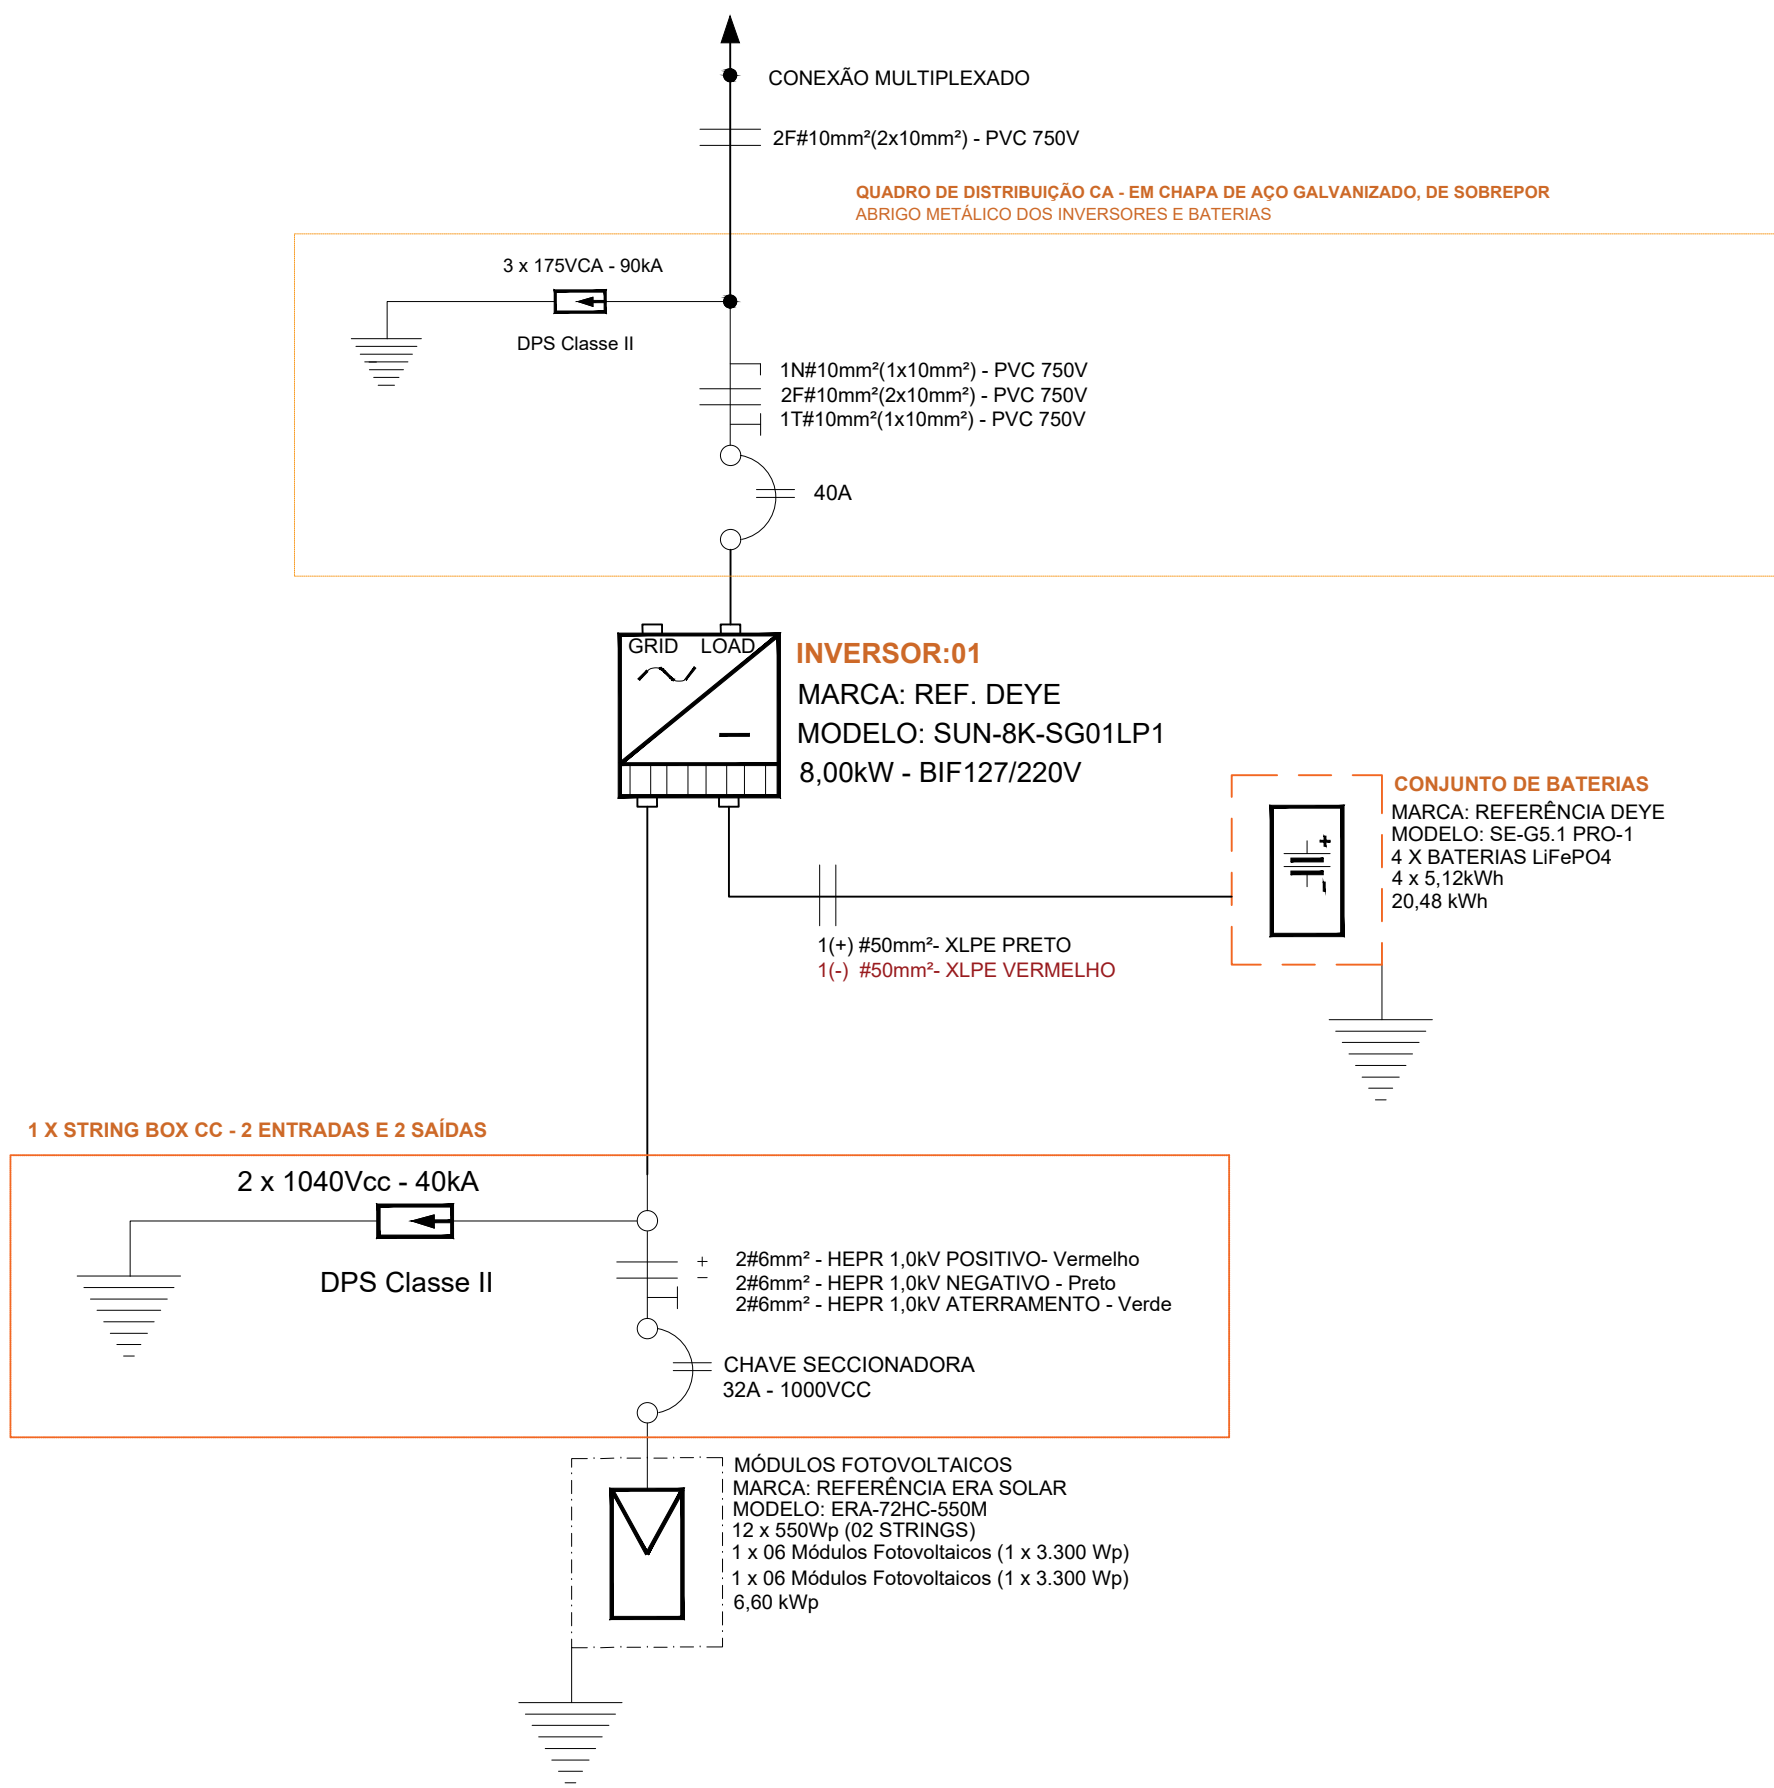 CONEXÃO MULTIPLEXADO
2F#10mm²(2x10mm²) - PVC 750V
QUADRO DE DISTRIBUIÇÃO CA - EM CHAPA DE AÇO GALVANIZADO, DE SOBREPOR
ABRIGO METÁLICO DOS INVERSORES E BATERIAS
3 x 175VCA - 90kA
DPS Classe II
1N#10mm²(1x10mm²) - PVC 750V
2F#10mm²(2x10mm²) - PVC 750V
1T#10mm²(1x10mm²) - PVC 750V
40A
GRID LOAD
INVERSOR:01
MARCA: REF. DEYE
MODELO: SUN-8K-SG01LP1
8,00kW - BIF127/220V
CONJUNTO DE BATERIAS
MARCA: REFERÊNCIA DEYE
MODELO: SE-G5.1 PRO-1
4 X BATERIAS LiFePO4
4 x 5,12kWh
20,48 kWh
+
-
1(+) #50mm²- XLPE PRETO
1(-) #50mm²- XLPE VERMELHO
1 X STRING BOX CC - 2 ENTRADAS E 2 SAÍDAS
2 x 1040Vcc - 40kA
DPS Classe II
+ 2#6mm² - HEPR 1,0kV POSITIVO- Vermelho
- 2#6mm² - HEPR 1,0kV NEGATIVO - Preto
2#6mm² - HEPR 1,0kV ATERRAMENTO - Verde
CHAVE SECCIONADORA
32A - 1000VCC
MÓDULOS FOTOVOLTAICOS
MARCA: REFERÊNCIA ERA SOLAR
MODELO: ERA-72HC-550M
12 x 550Wp (02 STRINGS)
1 x 06 Módulos Fotovoltaicos (1 x 3.300 Wp)
1 x 06 Módulos Fotovoltaicos (1 x 3.300 Wp)
6,60 kWp